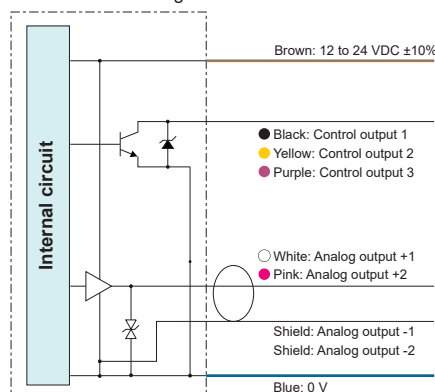 Brown: 12 to 24 VDC ±10%
Internal circuit
Black: Control output 1
Yellow: Control output 2
Purple: Control output 3
White: Analog output +1
Pink: Analog output +2
Shield: Analog output -1
Shield: Analog output -2
Blue: 0 V